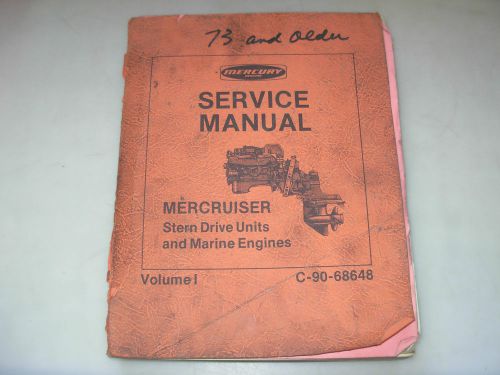 73 and Older
MERCURY
SERVICE
MANUAL
MERCRUISER
Stern Drive Units
and Marine Engines
Volume I
C-90-68648